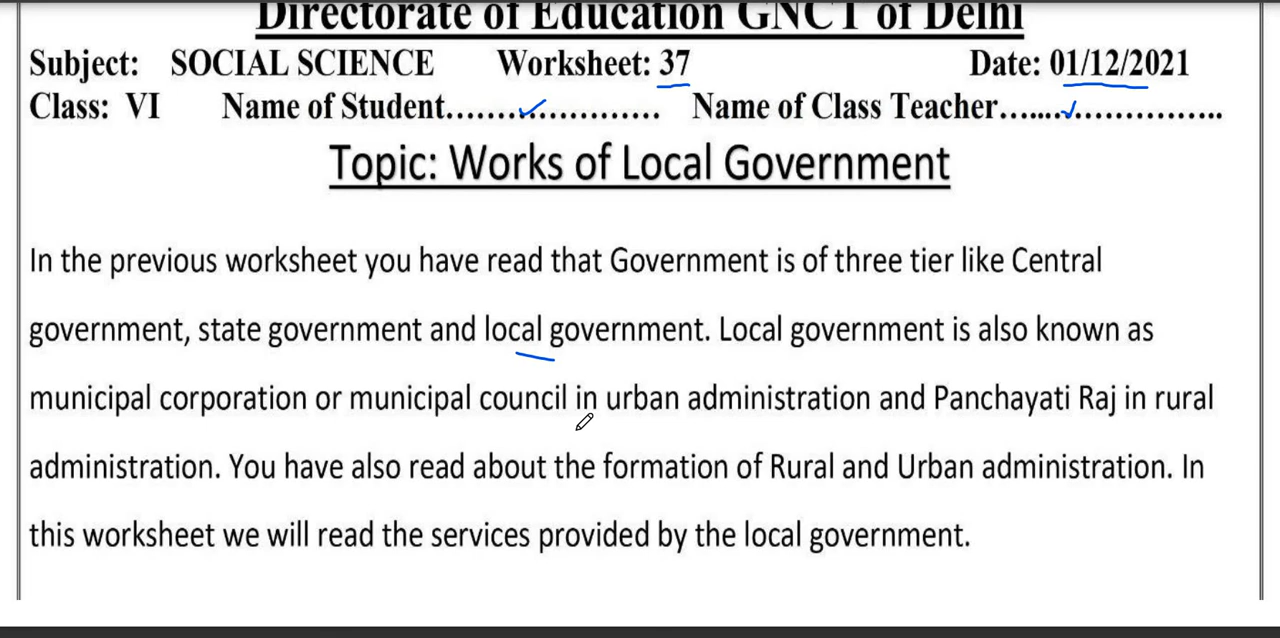 Directorate of Education GNCT of Delhi
Subject: SOCIAL SCIENCE Worksheet: 37 Date: 01/12/2021
Class: VI Name of Student..................... Name of Class Teacher......................
Topic: Works of Local Government
In the previous worksheet you have read that Government is of three tier like Central
government, state government and local government. Local government is also known as
municipal corporation or municipal council in urban administration and Panchayati Raj in rural
administration. You have also read about the formation of Rural and Urban administration. In
this worksheet we will read the services provided by the local government.